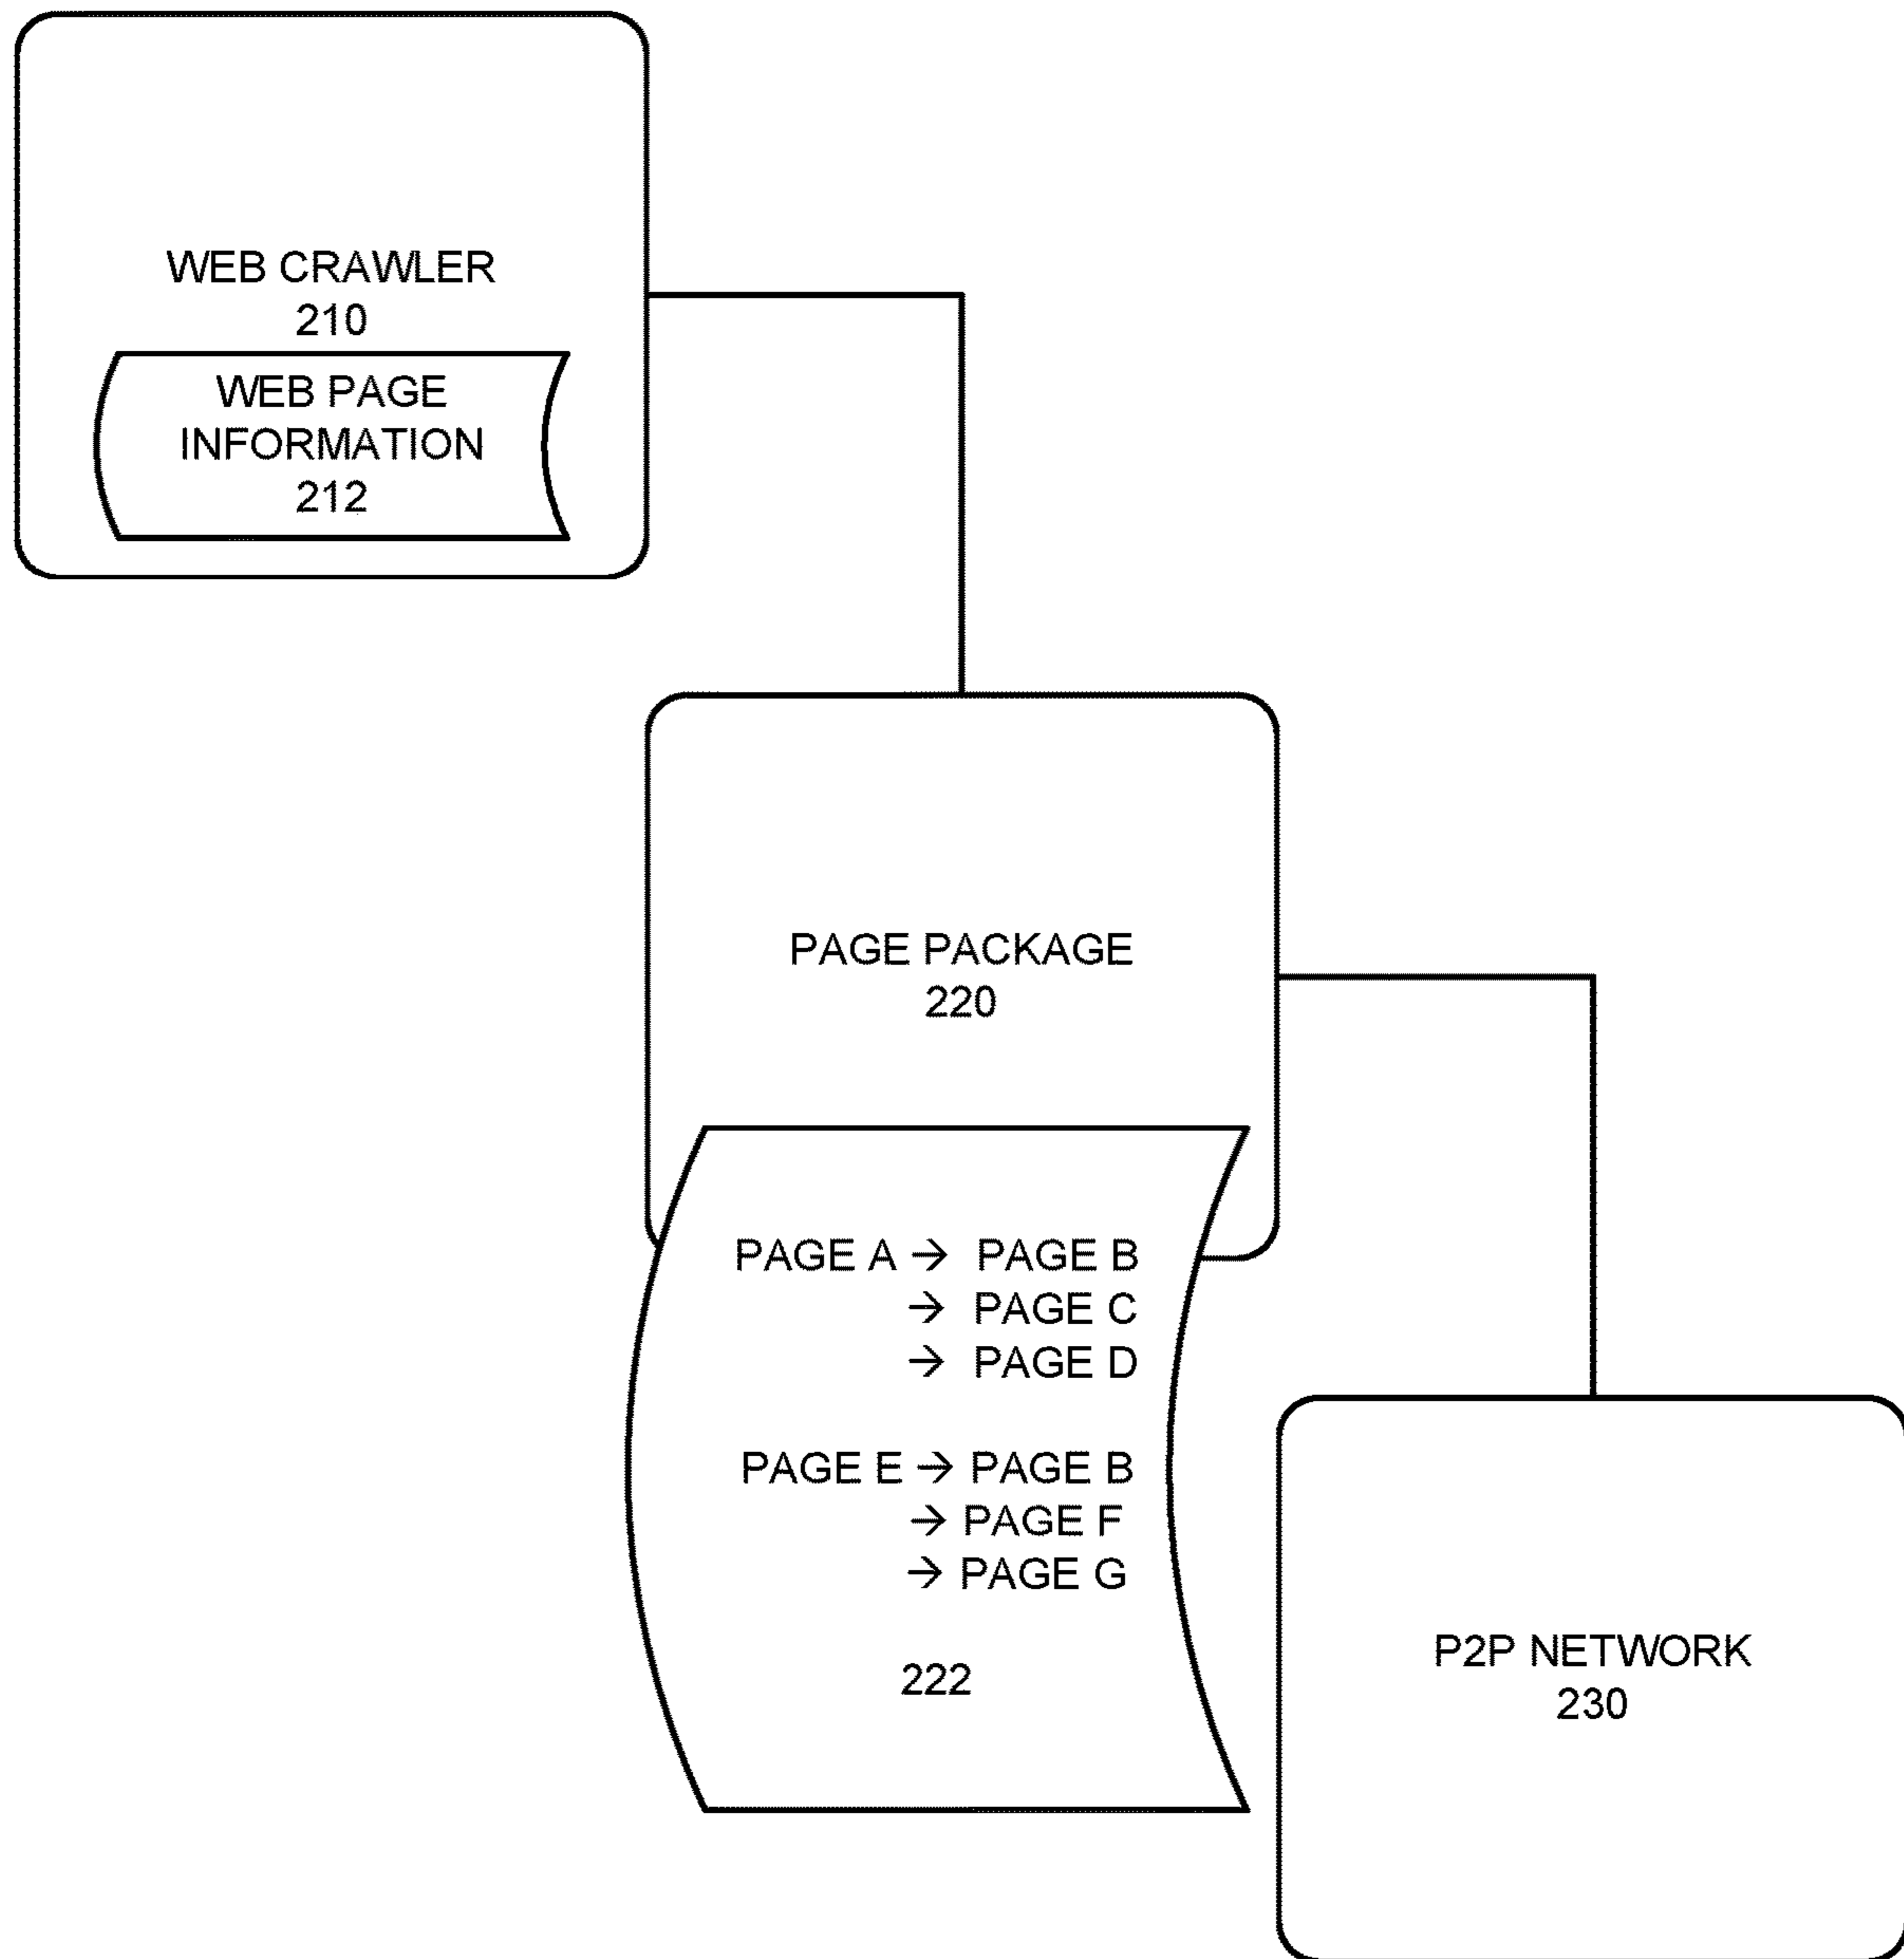 WEB CRAWLER
210
WEB PAGE
INFORMATION
212
PAGE PACKAGE
220
PAGE A → PAGE B
→ PAGE C
→ PAGE D
PAGE E → PAGE B
→ PAGE F
→ PAGE G
222
P2P NETWORK
230